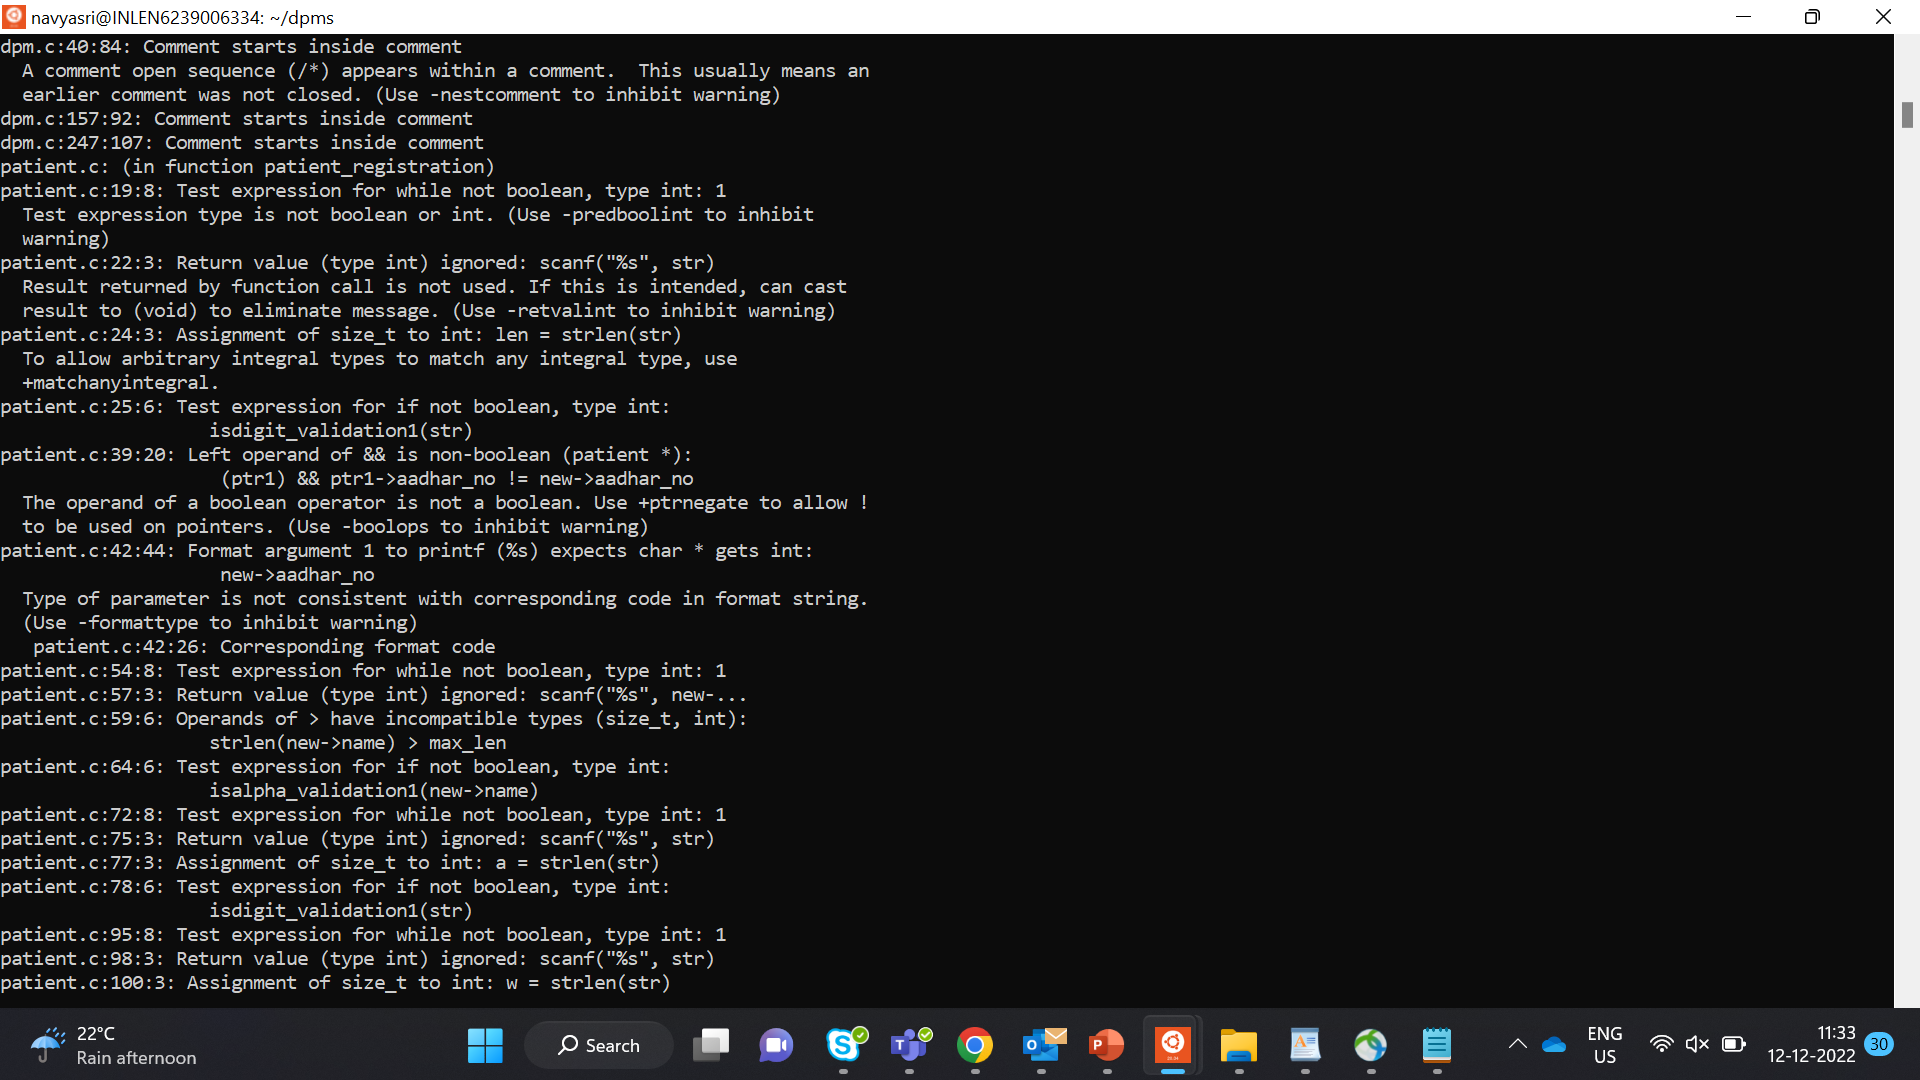 navyasri@INLEN6239006334: ~/dpms
dpm.c:40:84: Comment starts inside comment
  A comment open sequence (/*) appears within a comment.  This usually means an
  earlier comment was not closed. (Use -nestcomment to inhibit warning)
dpm.c:157:92: Comment starts inside comment
dpm.c:247:107: Comment starts inside comment
patient.c: (in function patient_registration)
patient.c:19:8: Test expression for while not boolean, type int: 1
  Test expression type is not boolean or int. (Use -predboolint to inhibit
  warning)
patient.c:22:3: Return value (type int) ignored: scanf("%s", str)
  Result returned by function call is not used. If this is intended, can cast
  result to (void) to eliminate message. (Use -retvalint to inhibit warning)
patient.c:24:3: Assignment of size_t to int: len = strlen(str)
  To allow arbitrary integral types to match any integral type, use
  +matchanyintegral.
patient.c:25:6: Test expression for if not boolean, type int:
                   isdigit_validation1(str)
patient.c:39:20: Left operand of && is non-boolean (patient *):
                    (ptr1) && ptr1->aadhar_no != new->aadhar_no
  The operand of a boolean operator is not a boolean. Use +ptrnegate to allow !
  to be used on pointers. (Use -boolops to inhibit warning)
patient.c:42:44: Format argument 1 to printf (%s) expects char * gets int:
                    new->aadhar_no
  Type of parameter is not consistent with corresponding code in format string.
  (Use -formattype to inhibit warning)
   patient.c:42:26: Corresponding format code
patient.c:54:8: Test expression for while not boolean, type int: 1
patient.c:57:3: Return value (type int) ignored: scanf("%s", new-...
patient.c:59:6: Operands of > have incompatible types (size_t, int):
                   strlen(new->name) > max_len
patient.c:64:6: Test expression for if not boolean, type int:
                   isalpha_validation1(new->name)
patient.c:72:8: Test expression for while not boolean, type int: 1
patient.c:75:3: Return value (type int) ignored: scanf("%s", str)
patient.c:77:3: Assignment of size_t to int: a = strlen(str)
patient.c:78:6: Test expression for if not boolean, type int:
                   isdigit_validation1(str)
patient.c:95:8: Test expression for while not boolean, type int: 1
patient.c:98:3: Return value (type int) ignored: scanf("%s", str)
patient.c:100:3: Assignment of size_t to int: w = strlen(str)
22°C
Rain afternoon
Search
ENG
US
11:33
12-12-2022
30